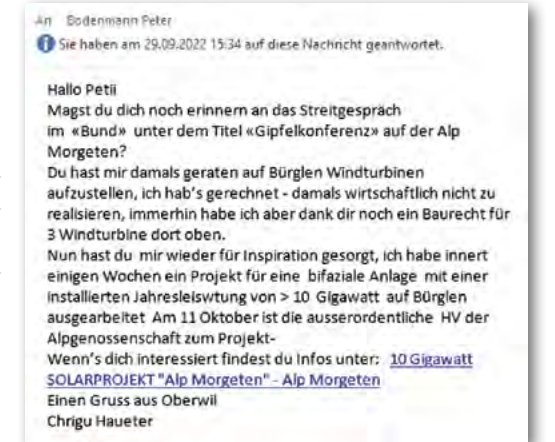 An Bodenmann Peter
Sie haben am 29.09.2022 15:34 auf diese Nachricht geantwortet.
Hallo Petii
Magst du dich noch erinnern an das Streitgespräch
im «Bund» unter dem Titel «Gipfelkonferenz» auf der Alp
Morgeten?
Du hast mir damals geraten auf Bürglen Windturbinen
aufzustellen, ich hab's gerechnet - damals wirtschaftlich nicht zu
realisieren, immerhin habe ich aber dank dir noch ein Baurecht für
3 Windturbine dort oben.
Nun hast du mir wieder für Inspiration gesorgt, ich habe innert
einigen Wochen ein Projekt für eine bifaziale Anlage mit einer
installierten Jahresleiswtung von > 10 Gigawatt auf Bürglen
ausgearbeitet Am 11 Oktober ist die ausserordentliche HV der
Alpgenossenschaft zum Projekt-
Wenn's dich interessiert findest du Infos unter: 10 Gigawatt
SOLARPROJEKT "Alp Morgeten" - Alp Morgeten
Einen Gruss aus Oberwil
Chrigu Haueter